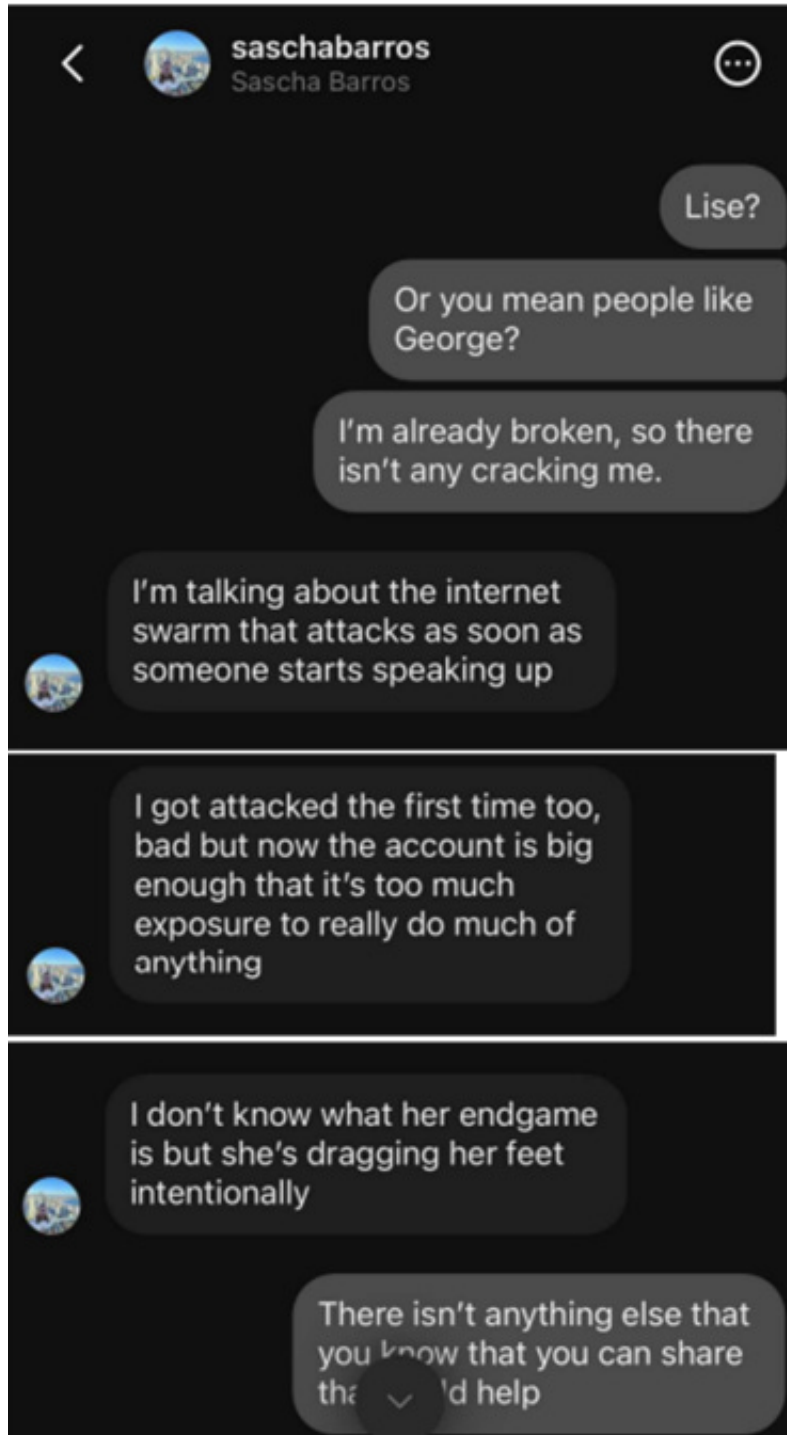 saschabarros
Sascha Barros
Lise?
Or you mean people like
George?
I'm already broken, so there
isn't any cracking me.
I'm talking about the internet
swarm that attacks as soon as
someone starts speaking up
I got attacked the first time too,
bad but now the account is big
enough that it's too much
exposure to really do much of
anything
I don't know what her endgame
is but she's dragging her feet
intentionally
There isn't anything else that
you know that you can share
help